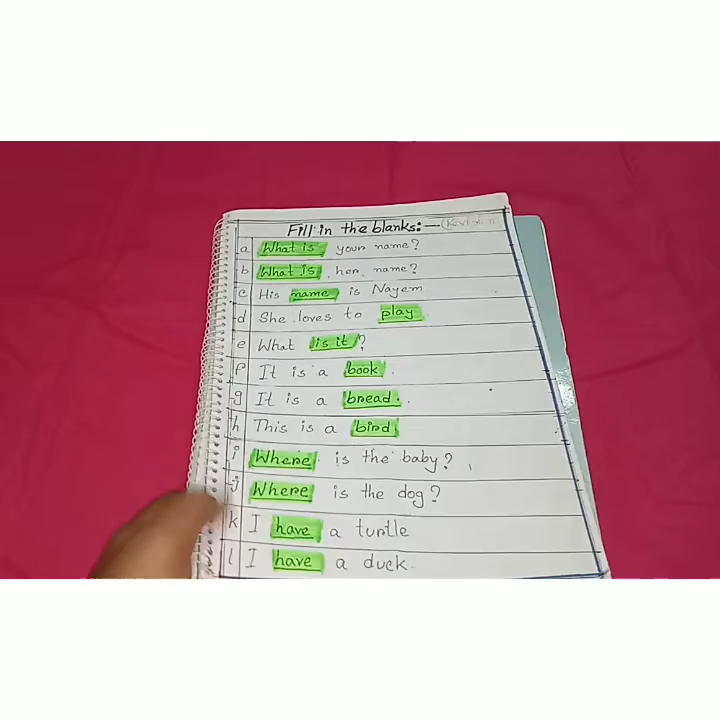 Fill in the blanks:—
a What is your name?
b What is her name?
c His name is Nayem
d She loves to play
e What is it?
f It is a book.
g It is a bread.
h This is a bird
i Where is the baby?
j Where is the dog?
k I have a turtle
l I have a duck.